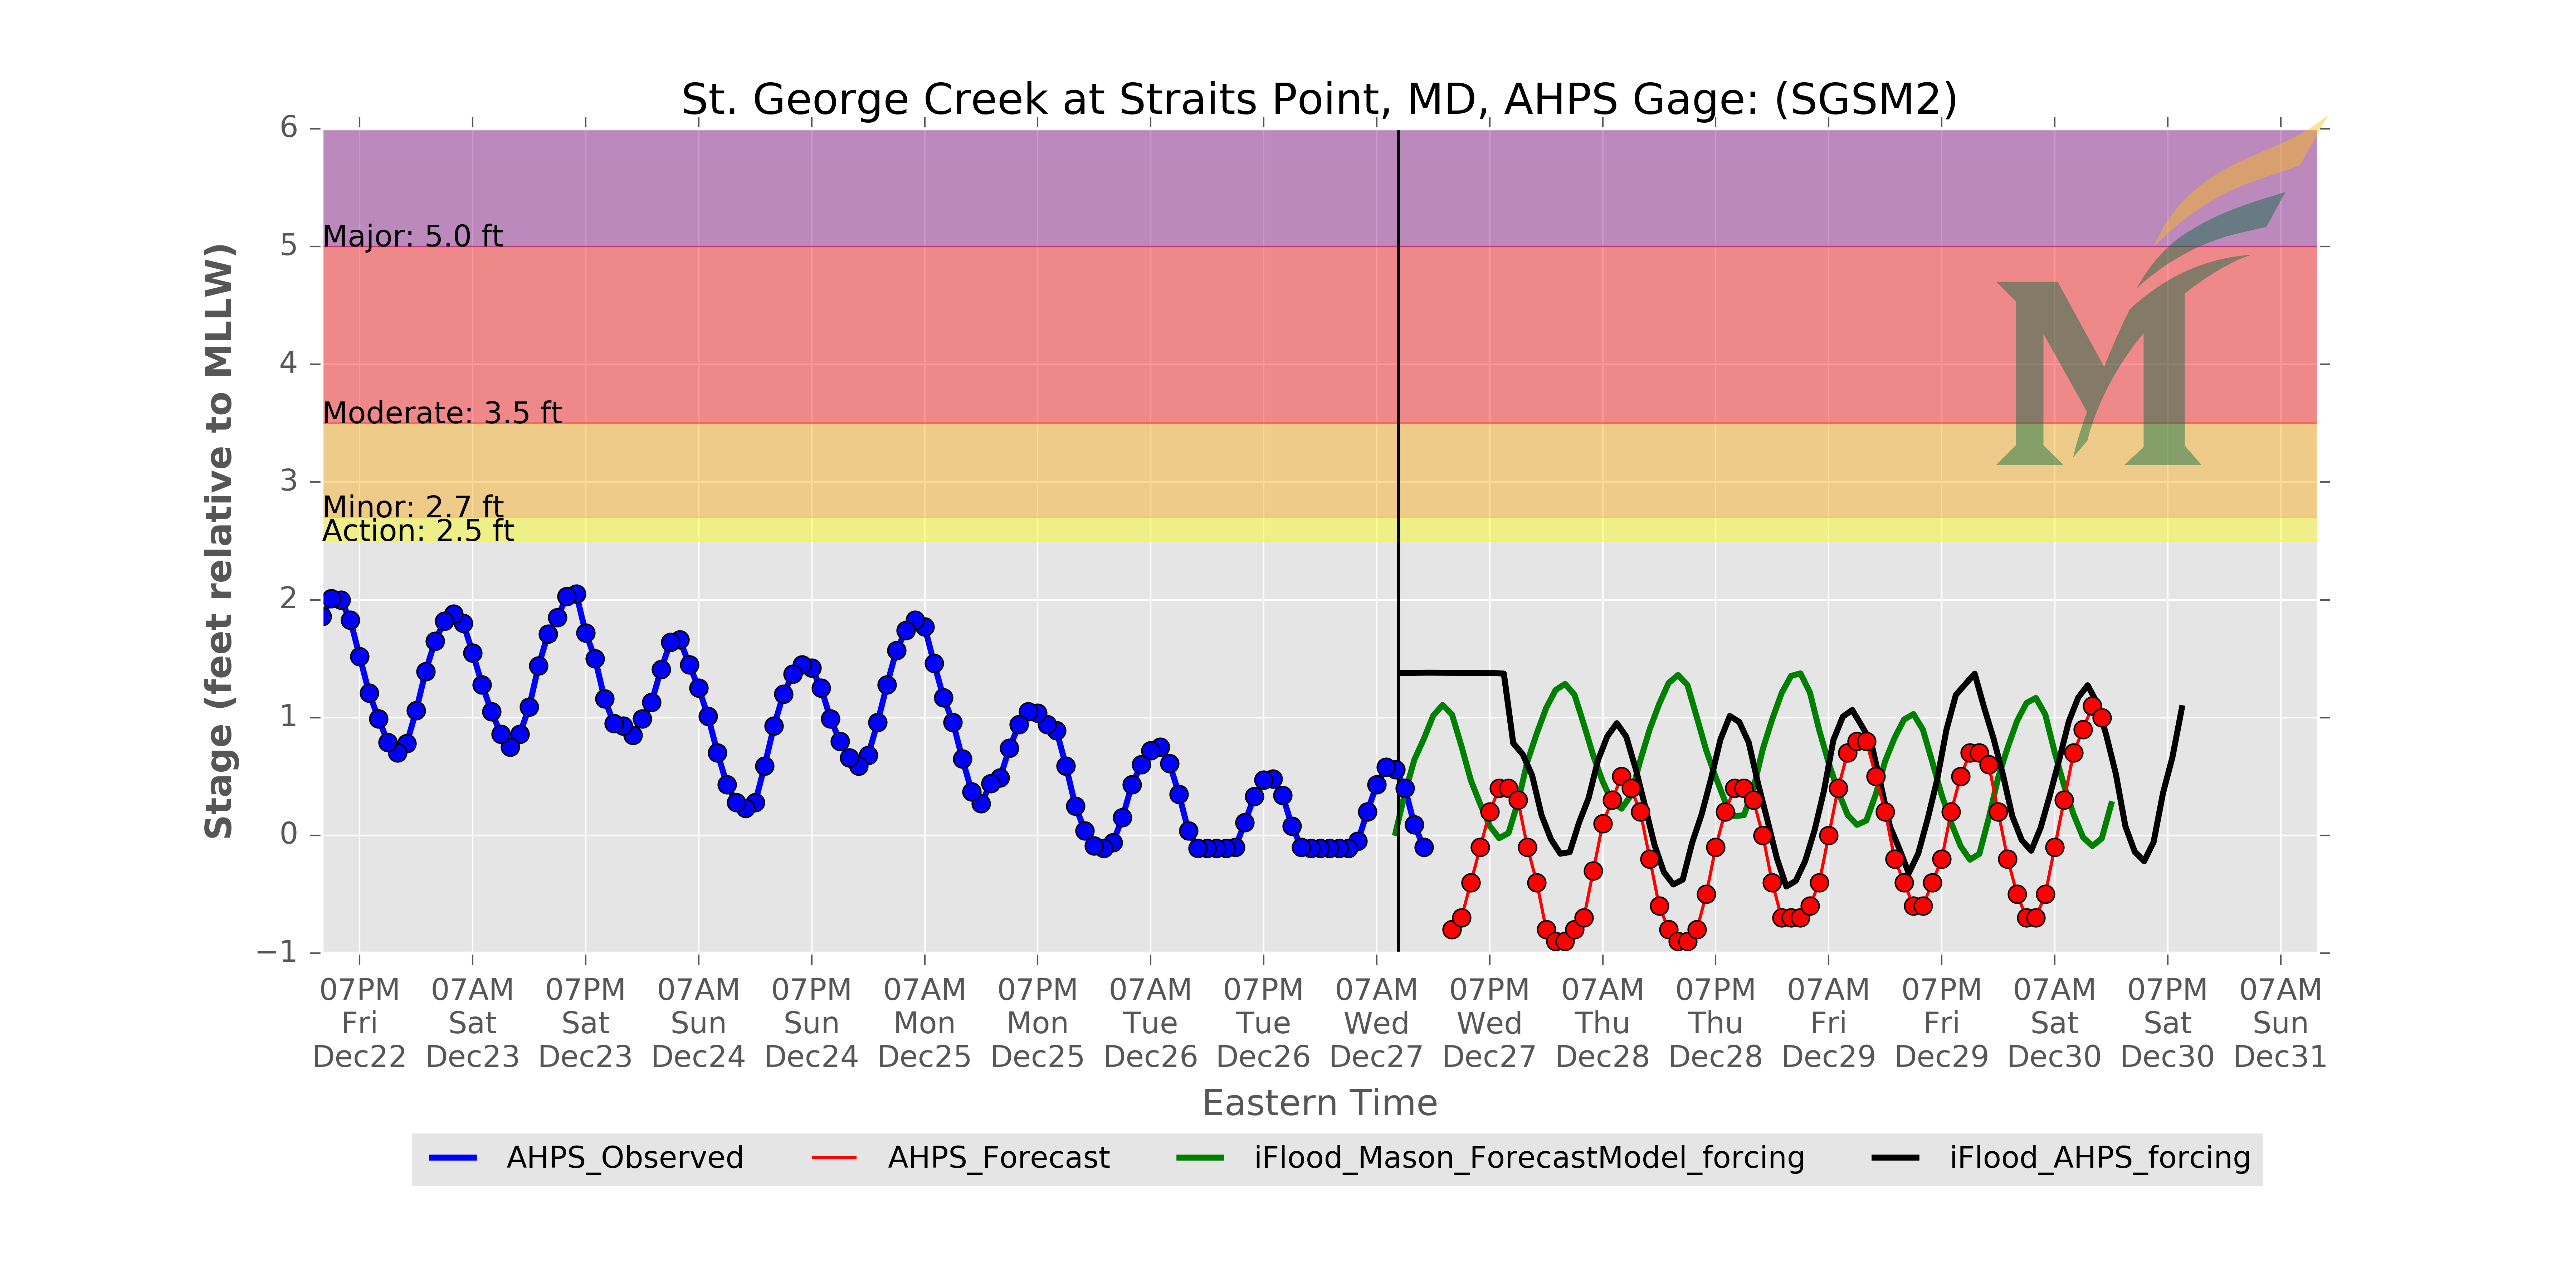 St. George Creek at Straits Point, MD, AHPS Gage: (SGSM2)
Stage (feet relative to MLLW)
6
5
4
3
2
1
0
−1
Major: 5.0 ft
Moderate: 3.5 ft
Minor: 2.7 ft
Action: 2.5 ft
M
07PM 07AM 07PM 07AM 07PM 07AM 07PM 07AM 07PM 07AM 07PM 07AM 07PM 07AM 07PM 07AM 07PM 07AM
Fri Sat Sat Sun Sun Mon Mon Tue Tue Wed Wed Thu Thu Fri Fri Sat Sat Sun
Dec22 Dec23 Dec23 Dec24 Dec24 Dec25 Dec25 Dec26 Dec26 Dec27 Dec27 Dec28 Dec28 Dec29 Dec29 Dec30 Dec30 Dec31
Eastern Time
AHPS_Observed AHPS_Forecast iFlood_Mason_ForecastModel_forcing iFlood_AHPS_forcing